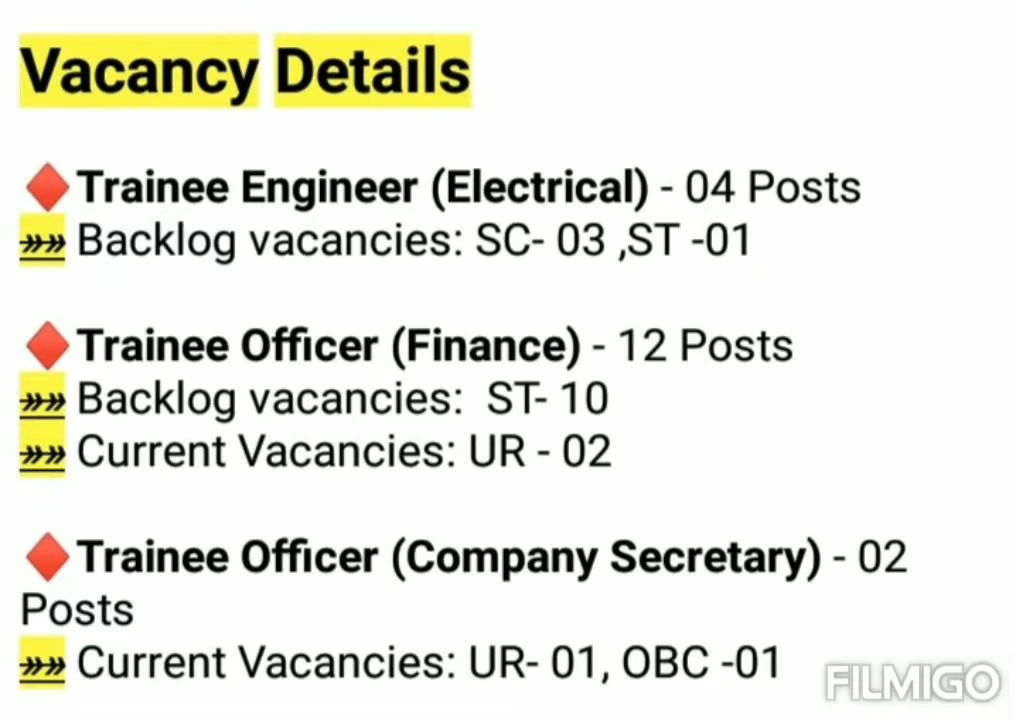 Vacancy Details
♦Trainee Engineer (Electrical) - 04 Posts
»» Backlog vacancies: SC- 03 ,ST -01
♦Trainee Officer (Finance) - 12 Posts
»» Backlog vacancies: ST- 10
»» Current Vacancies: UR - 02
♦Trainee Officer (Company Secretary) - 02
Posts
»» Current Vacancies: UR- 01, OBC -01
FILMIGO